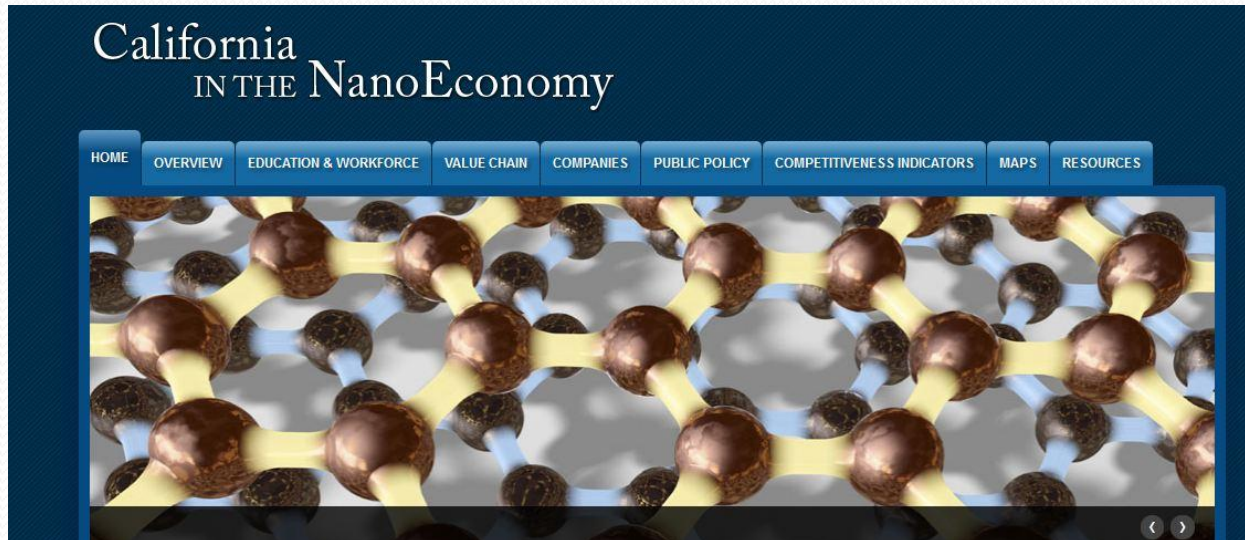 California
IN THE NanoEconomy
HOME OVERVIEW EDUCATION & WORKFORCE VALUE CHAIN COMPANIES PUBLIC POLICY COMPETITIVENESS INDICATORS MAPS RESOURCES